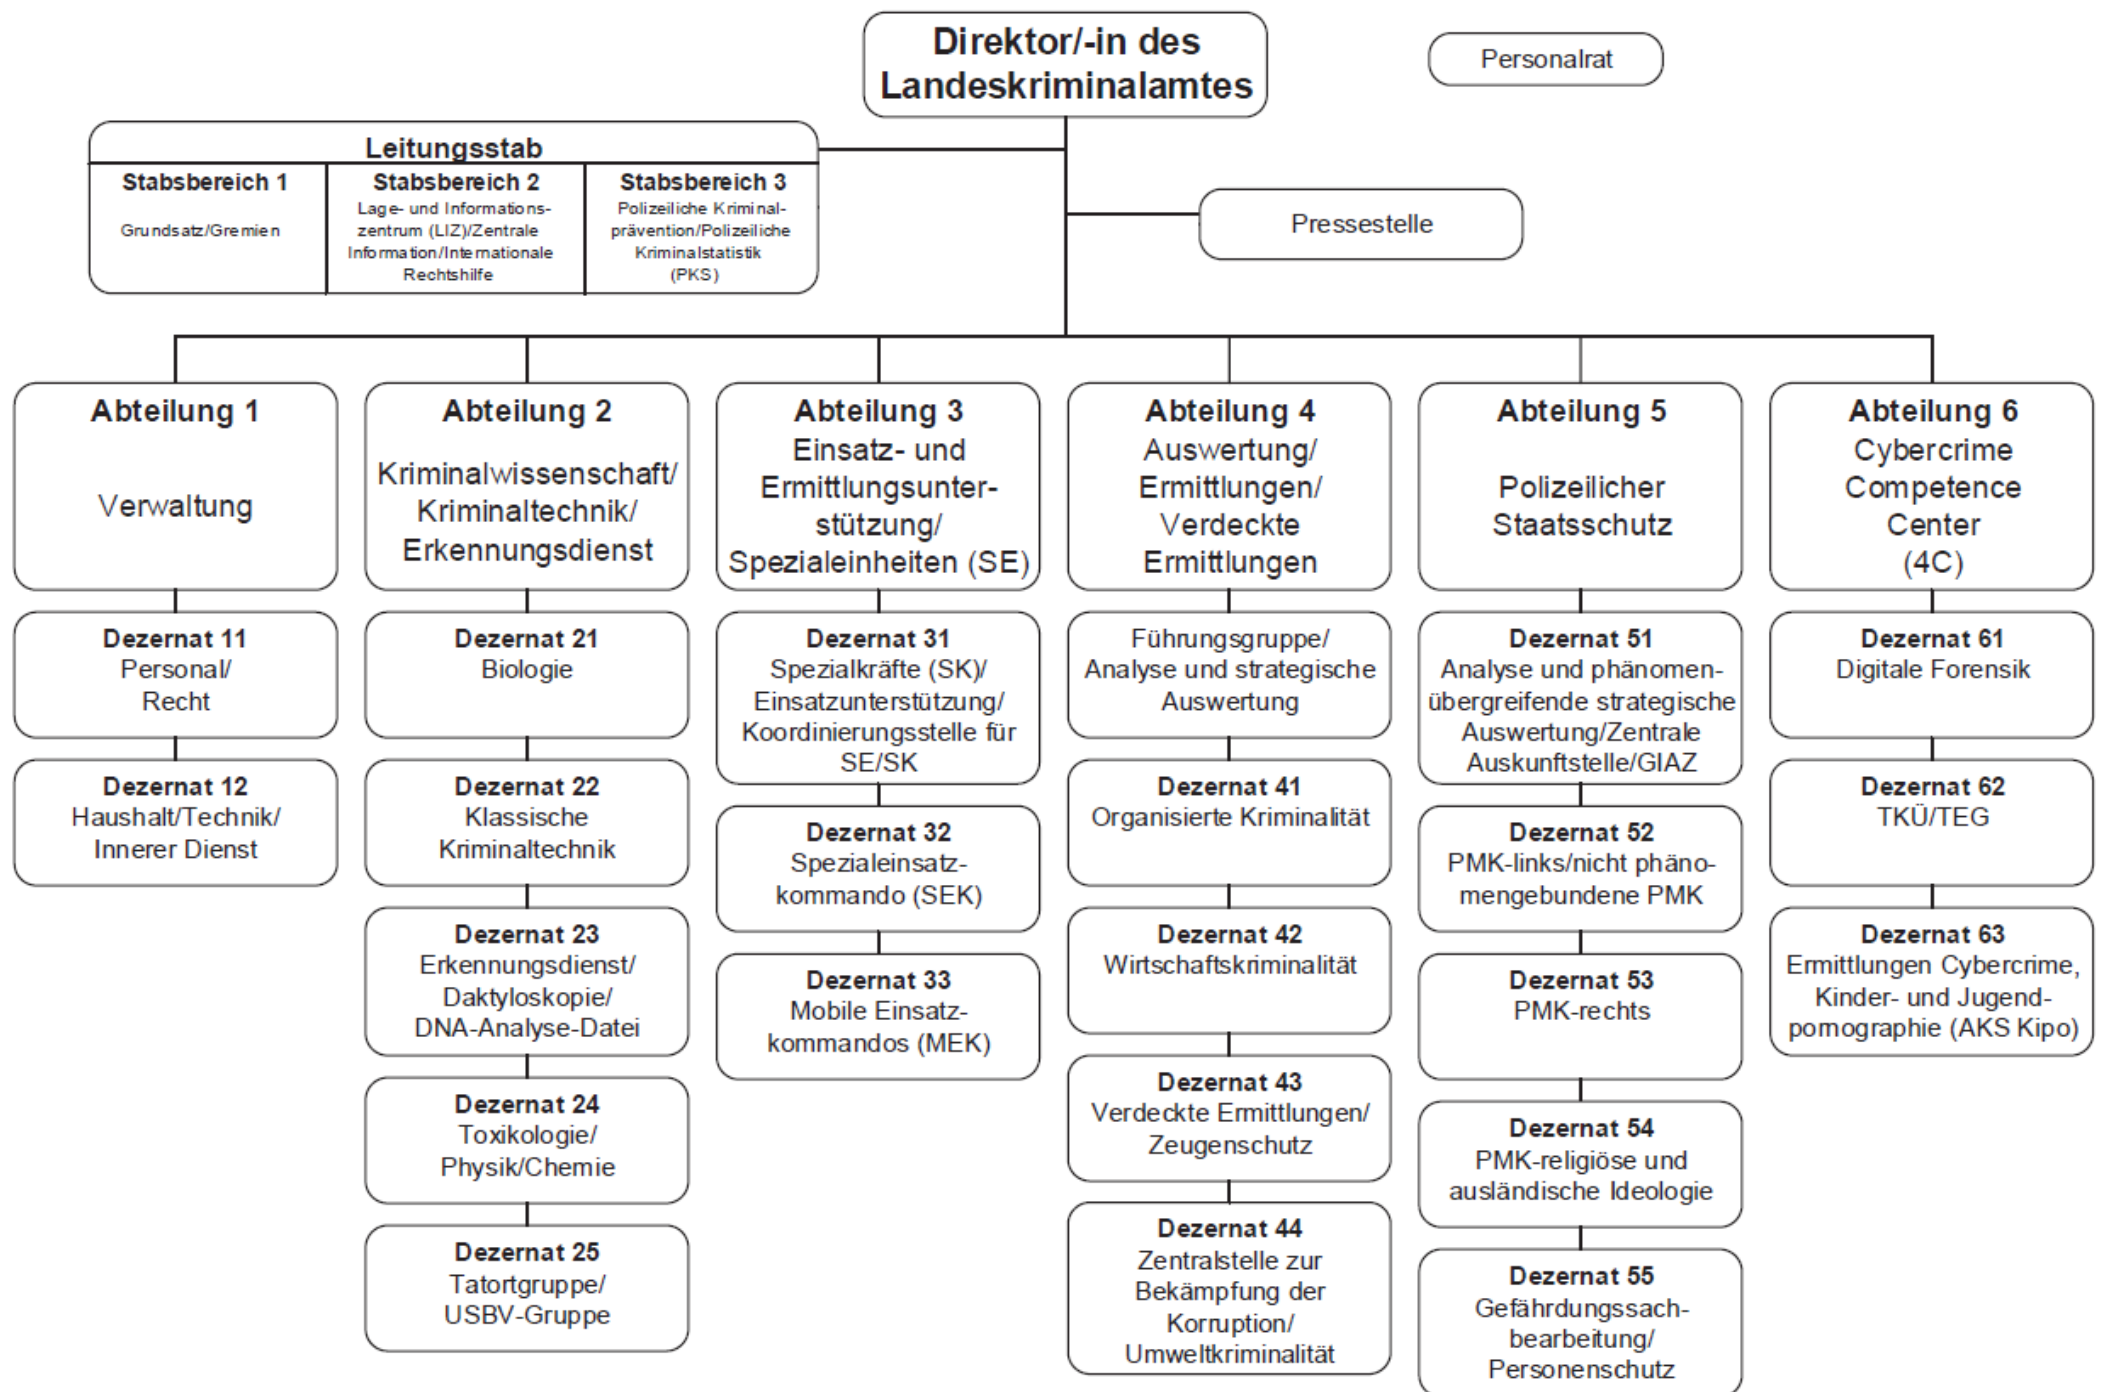 Direktor/-in des
Landeskriminalamtes
Personalrat
Leitungsstab
Stabsbereich 1
Grundsatz/Gremien
Stabsbereich 2
Lage- und Informations-
zentrum (LIZ)/Zentrale
Information/Internationale
Rechtshilfe
Stabsbereich 3
Polizeiliche Kriminal-
prävention/Polizeiliche
Kriminalstatistik
(PKS)
Pressestelle
Abteilung 1
Verwaltung
Dezernat 11
Personal/
Recht
Dezernat 12
Haushalt/Technik/
Innerer Dienst
Abteilung 2
Kriminalwissenschaft/
Kriminaltechnik/
Erkennungsdienst
Dezernat 21
Biologie
Dezernat 22
Klassische
Kriminaltechnik
Dezernat 23
Erkennungsdienst/
Daktyloskopie/
DNA-Analyse-Datei
Dezernat 24
Toxikologie/
Physik/Chemie
Dezernat 25
Tatortgruppe/
USBV-Gruppe
Abteilung 3
Einsatz- und
Ermittlungsunter-
stützung/
Spezialeinheiten (SE)
Dezernat 31
Spezialkräfte (SK)/
Einsatzunterstützung/
Koordinierungsstelle für
SE/SK
Dezernat 32
Spezialeinsatz-
kommando (SEK)
Dezernat 33
Mobile Einsatz-
kommandos (MEK)
Abteilung 4
Auswertung/
Ermittlungen/
Verdeckte
Ermittlungen
Führungsgruppe/
Analyse und strategische
Auswertung
Dezernat 41
Organisierte Kriminalität
Dezernat 42
Wirtschaftskriminalität
Dezernat 43
Verdeckte Ermittlungen/
Zeugenschutz
Dezernat 44
Zentralstelle zur
Bekämpfung der
Korruption/
Umweltkriminalität
Abteilung 5
Polizeilicher
Staatsschutz
Dezernat 51
Analyse und phänomen-
übergreifende strategische
Auswertung/Zentrale
Auskunftstelle/GIAZ
Dezernat 52
PMK-links/nicht phäno-
mengebundene PMK
Dezernat 53
PMK-rechts
Dezernat 54
PMK-religiöse und
ausländische Ideologie
Dezernat 55
Gefährdungssach-
bearbeitung/
Personenschutz
Abteilung 6
Cybercrime
Competence
Center
(4C)
Dezernat 61
Digitale Forensik
Dezernat 62
TKÜ/TEG
Dezernat 63
Ermittlungen Cybercrime,
Kinder- und Jugend-
pornographie (AKS Kipo)